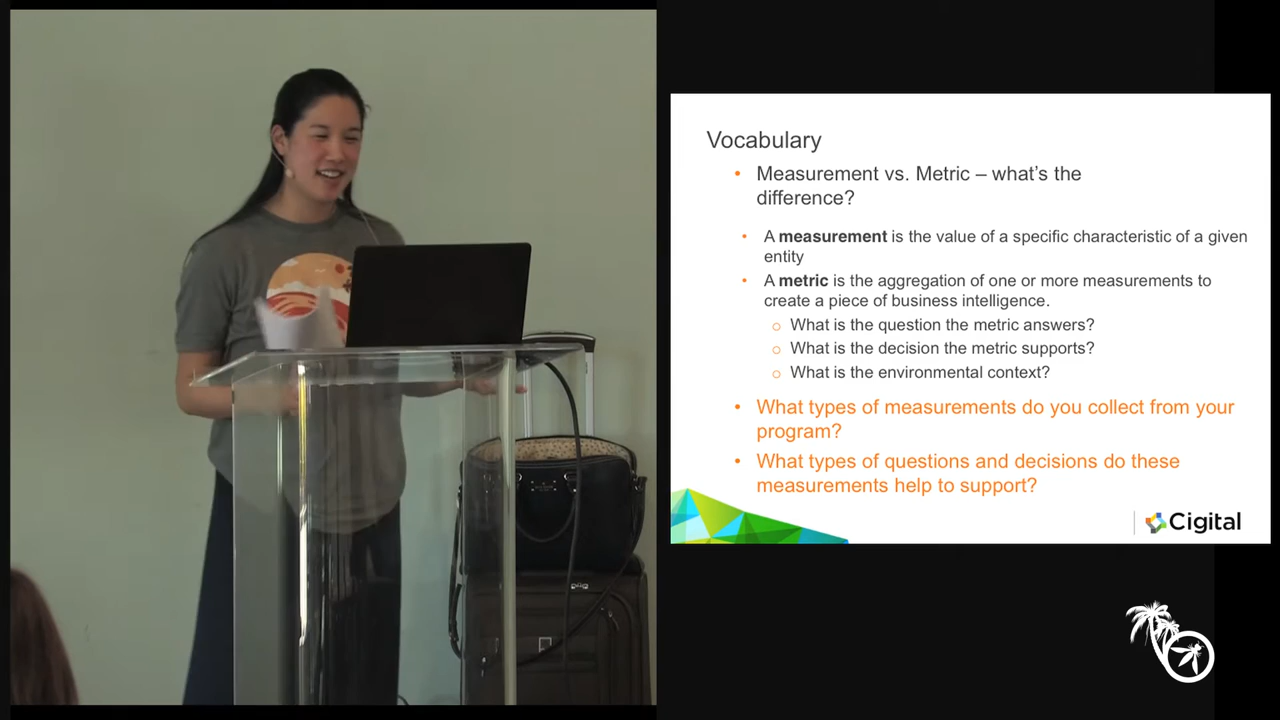 Vocabulary
• Measurement vs. Metric – what's the
difference?
• A measurement is the value of a specific characteristic of a given
entity
• A metric is the aggregation of one or more measurements to
create a piece of business intelligence.
o What is the question the metric answers?
o What is the decision the metric supports?
o What is the environmental context?
• What types of measurements do you collect from your
program?
• What types of questions and decisions do these
measurements help to support?
Cigital